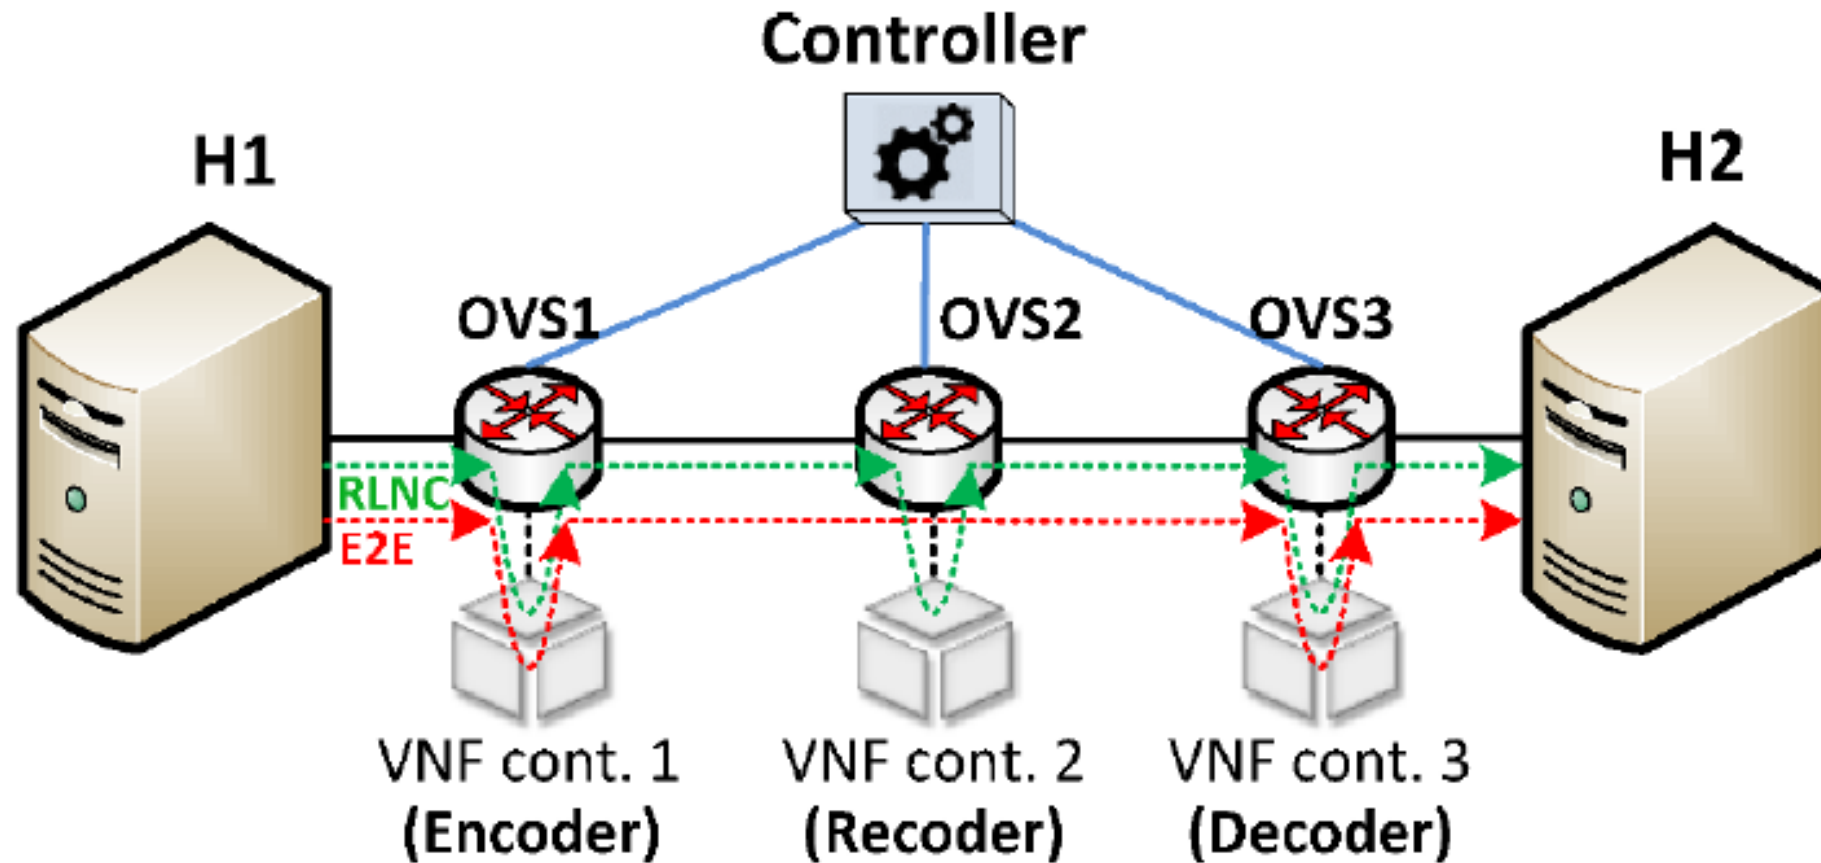 Controller
H1
H2
OVS1
OVS2
OVS3
RLNC
E2E
VNF cont. 1
(Encoder)
VNF cont. 2
(Recoder)
VNF cont. 3
(Decoder)